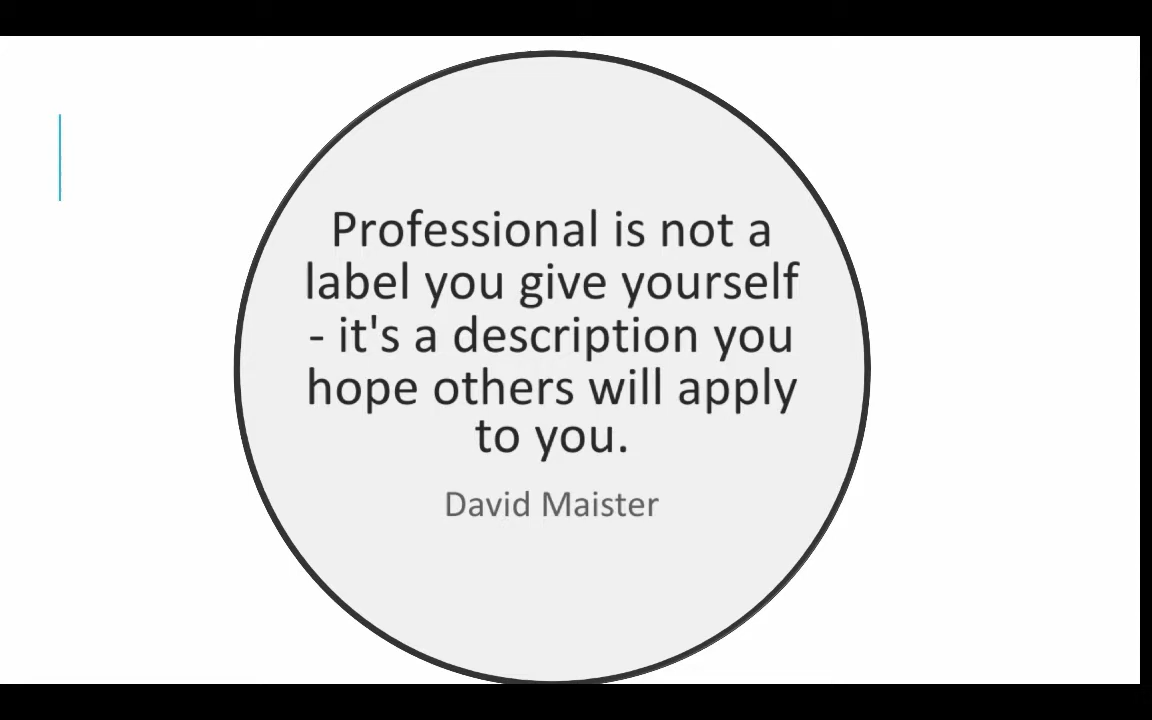 Professional is not a
label you give yourself
- it's a description you
hope others will apply
to you.
David Maister